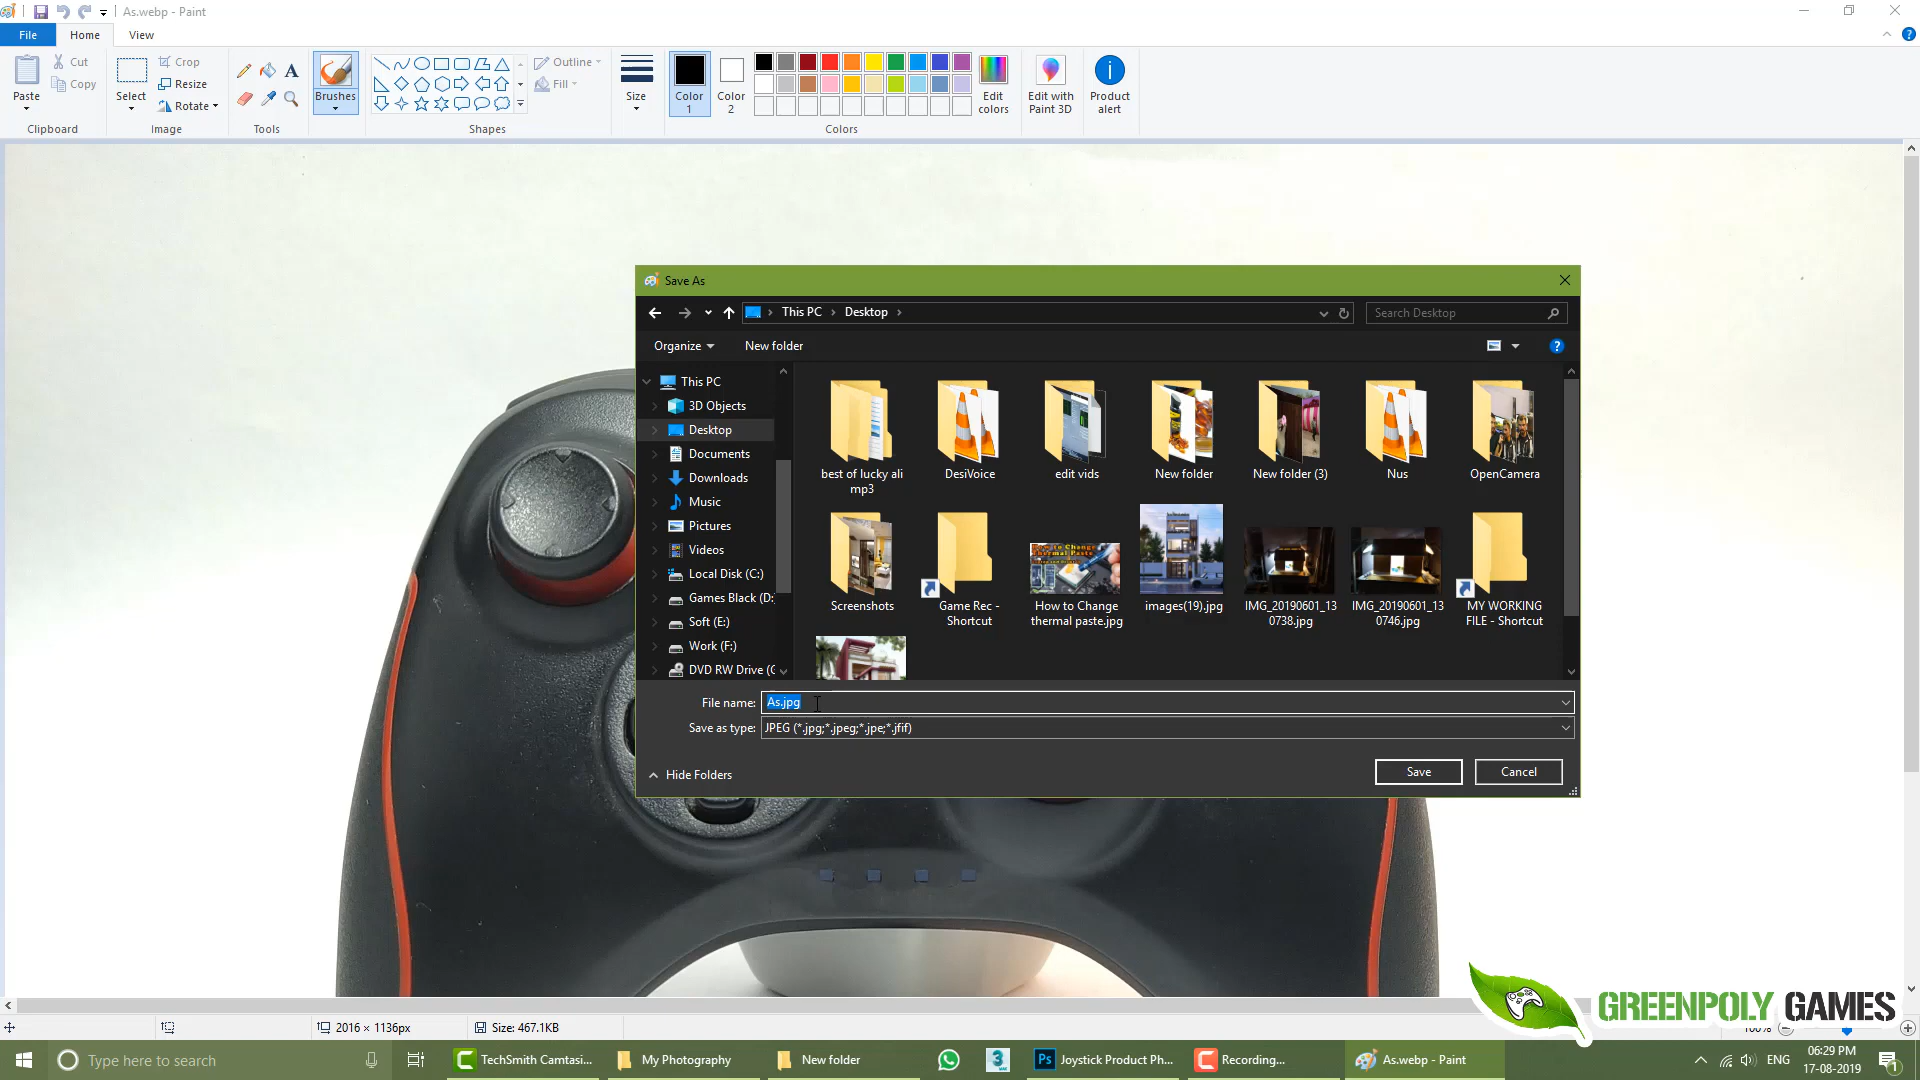 As.webp - Paint
File
Home
View
Paste
Cut
Copy
Clipboard
Select
Crop
Resize
Rotate
Image
Tools
Brushes
Shapes
Outline
Fill
Size
Color 1
Color 2
Edit colors
Colors
Edit with Paint 3D
Product alert
Save As
This PC
Desktop
Search Desktop
Organize
New folder
This PC
3D Objects
Desktop
Documents
Downloads
Music
Pictures
Videos
Local Disk (C:)
Games Black (D:
Soft (E:)
Work (F:)
DVD RW Drive (G
best of lucky ali mp3
DesiVoice
edit vids
New folder
New folder (3)
Nus
OpenCamera
Screenshots
Game Rec - Shortcut
How to Change
Thermal Paste
How to Change thermal paste.jpg
images(19).jpg
IMG_20190601_130738.jpg
IMG_20190601_130746.jpg
MY WORKING FILE - Shortcut
File name:
As.jpg
Save as type:
JPEG (*.jpg;*.jpeg;*.jpe;*.jfif)
Hide Folders
Save
Cancel
2016 × 1136px
Size: 467.1KB
100%
GREENPOLY GAMES
Type here to search
TechSmith Camtasi...
My Photography
New folder
Joystick Product Ph...
Recording...
As.webp - Paint
ENG
06:29 PM
17-08-2019